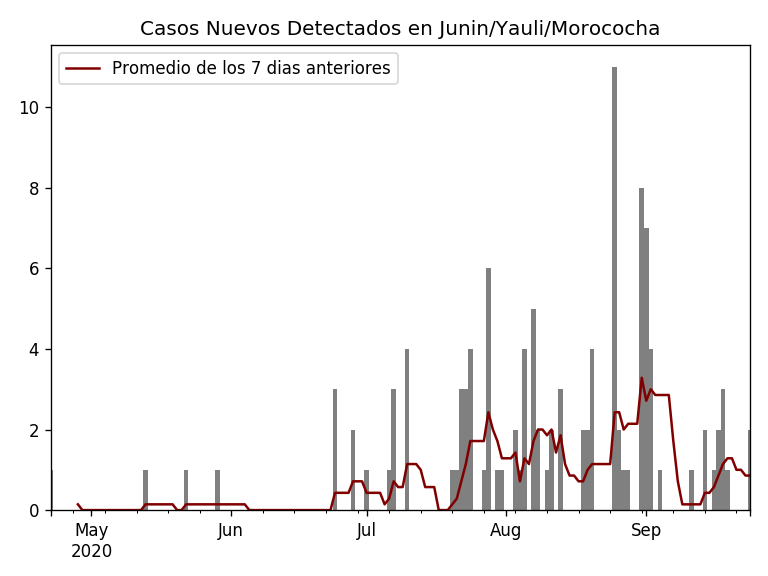 Casos Nuevos Detectados en Junin/Yauli/Morococha
Promedio de los 7 dias anteriores
10
8
6
4
2
0
May
2020
Jun
Jul
Aug
Sep